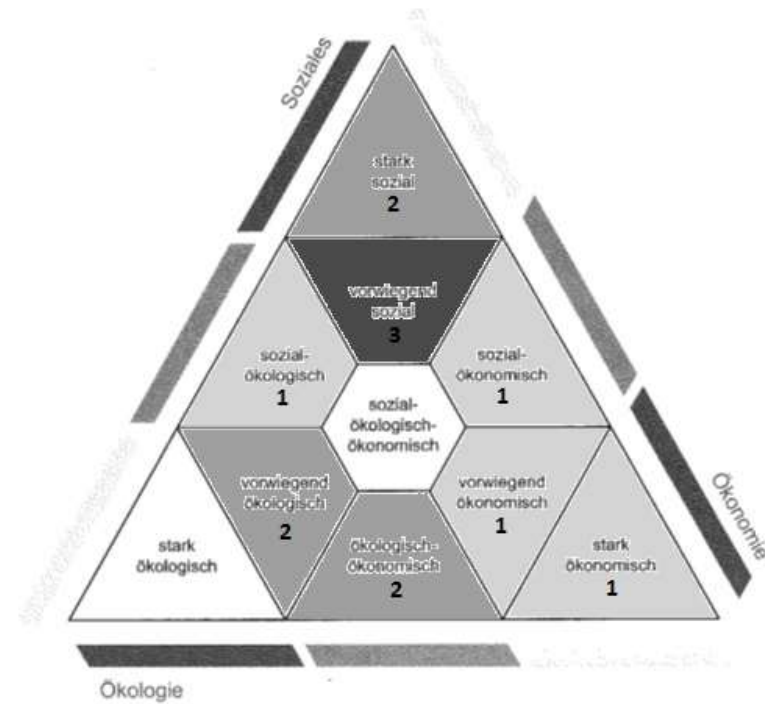 Soziales
stark
sozial
2
vorwiegend
sozial
3
sozial-
ökologisch
1
sozial-
ökonomisch
1
sozial-
ökologisch-
ökonomisch
vorwiegend
ökologisch
2
vorwiegend
ökonomisch
1
stark
ökologisch
ökologisch-
ökonomisch
2
stark
ökonomisch
1
Ökonomie
Ökologie